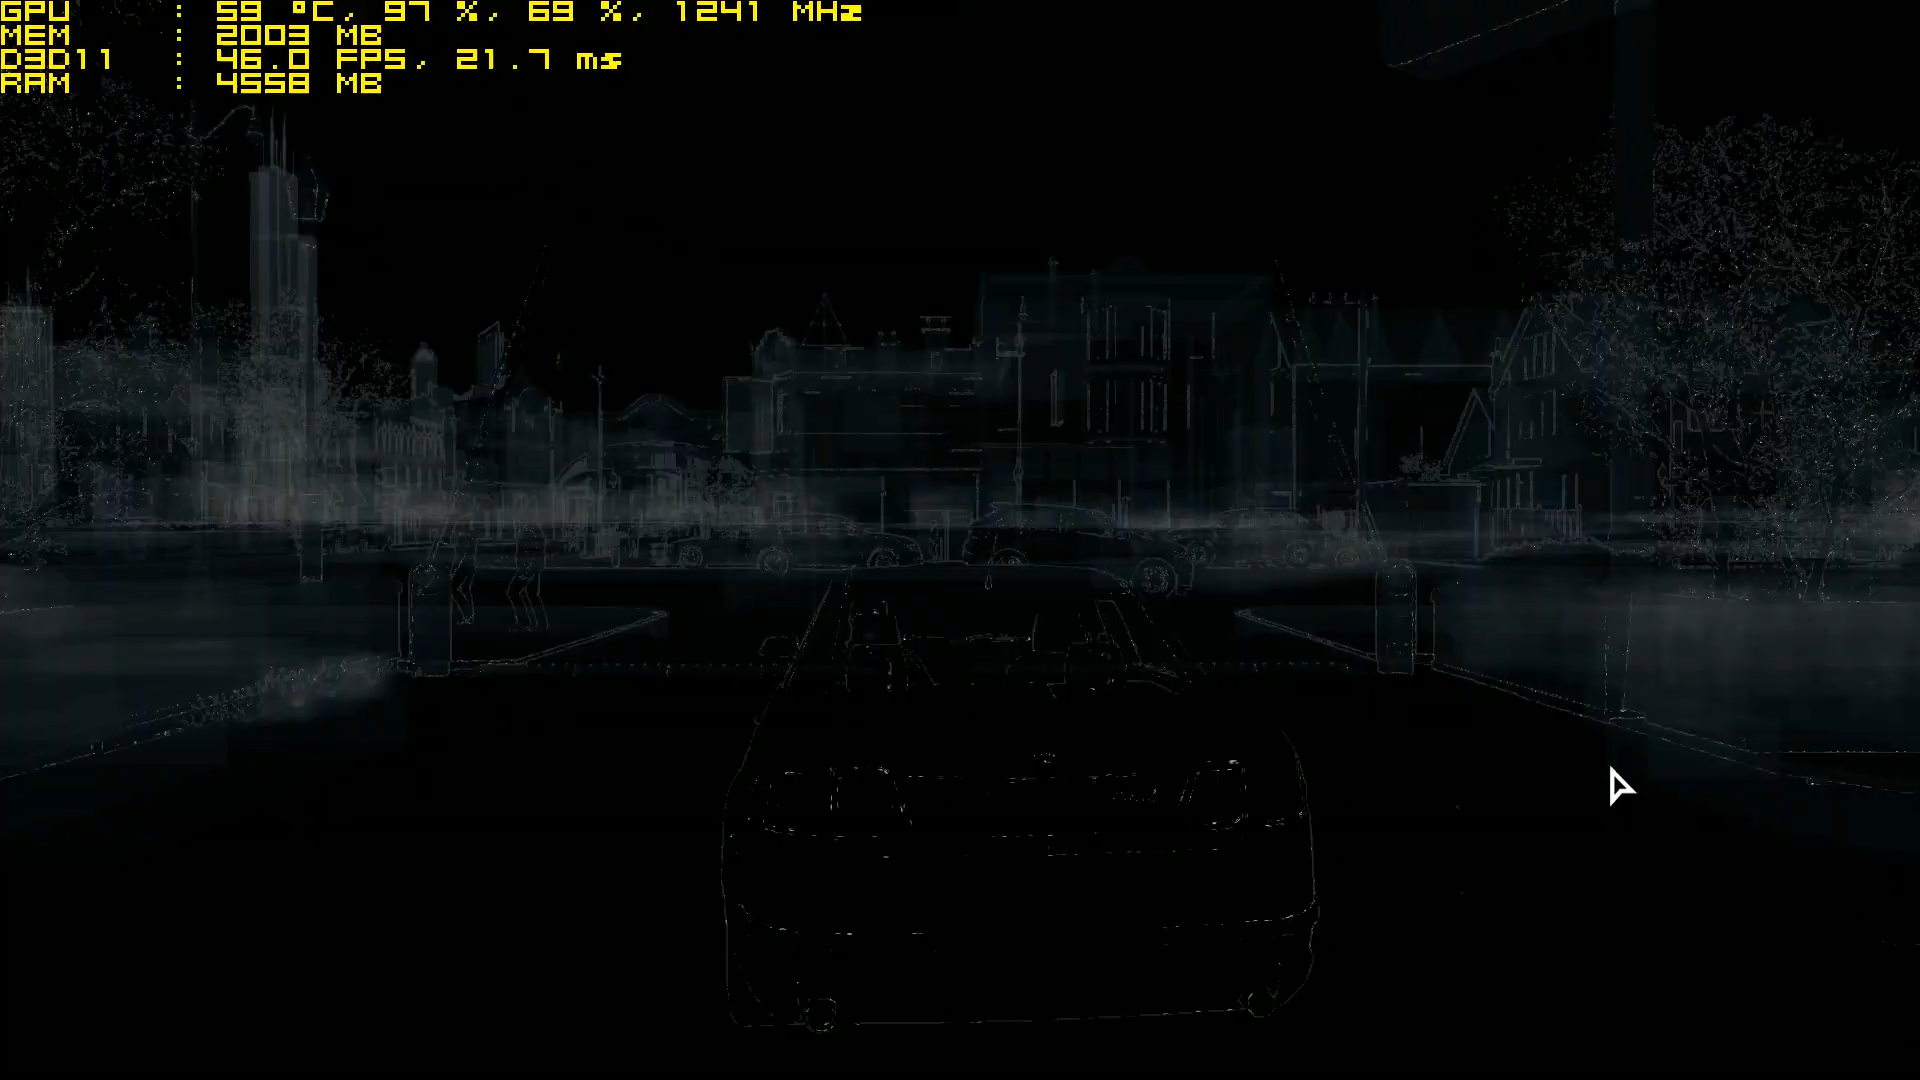 GPU : 59 °C, 97 %, 69 %, 1241 MHz
MEM : 2003 MB
D3D11 : 46.0 FPS, 21.7 ms
RAM : 4558 MB